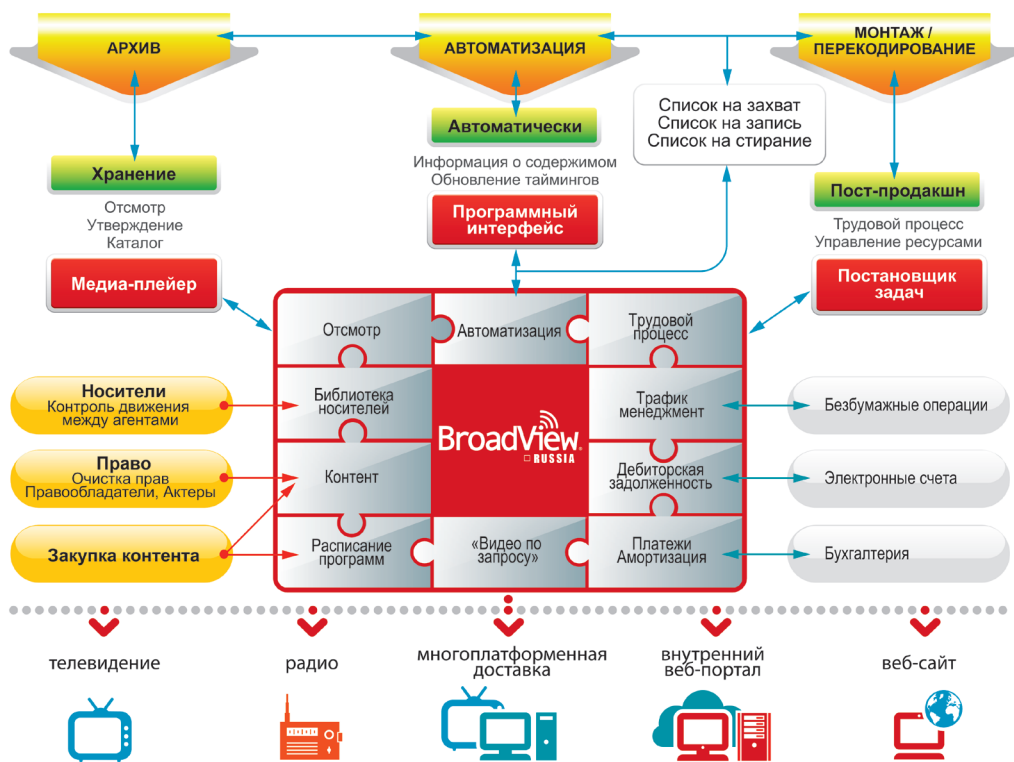 АРХИВ
АВТОМАТИЗАЦИЯ
МОНТАЖ /
ПЕРЕКОДИРОВАНИЕ
Список на захват
Список на запись
Список на стирание
Автоматически
Информация о содержимом
Обновление таймингов
Хранение
Отсмотр
Утверждение
Каталог
Пост-продакшн
Трудовой процесс
Управление ресурсами
Программный
интерфейс
Медиа-плейер
Постановщик
задач
Отсмотр
Автоматизация
Трудовой
процесс
Носители
Контроль движения
между агентами
Библиотека
носителей
Трафик
менеджмент
Безбумажные операции
BroadView®
RUSSIA
Право
Очистка прав
Правообладатели, Актеры
Контент
Дебиторская
задолженность
Электронные счета
Закупка контента
Расписание
программ
«Видео по
запросу»
Платежи
Амортизация
Бухгалтерия
телевидение
радио
многоплатформенная
доставка
внутренний
веб-портал
веб-сайт